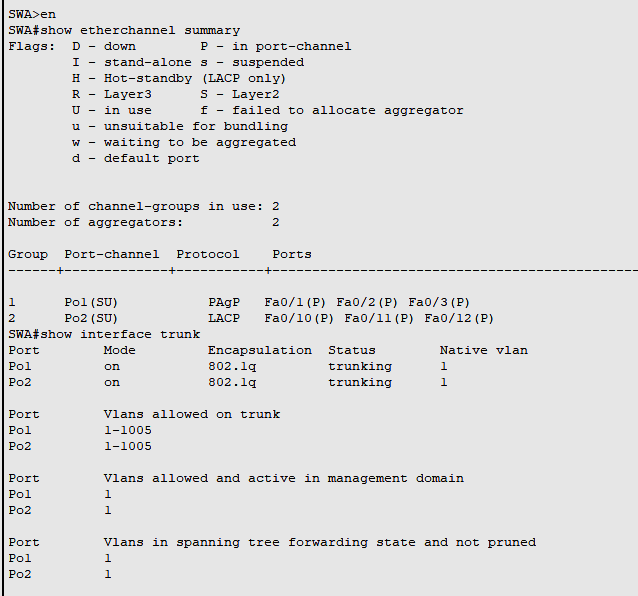 SWA>en
SWA#show etherchannel summary
Flags:  D - down        P - in port-channel
        I - stand-alone s - suspended
        H - Hot-standby (LACP only)
        R - Layer3      S - Layer2
        U - in use      f - failed to allocate aggregator
        u - unsuitable for bundling
        w - waiting to be aggregated
        d - default port
Number of channel-groups in use: 2
Number of aggregators:           2
Group  Port-channel  Protocol    Ports
------+-------------+-----------+----------------------------------------------
1      Po1(SU)           PAgP   Fa0/1(P) Fa0/2(P) Fa0/3(P)
2      Po2(SU)           LACP   Fa0/10(P) Fa0/11(P) Fa0/12(P)
SWA#show interface trunk
Port        Mode         Encapsulation  Status        Native vlan
Po1         on           802.1q         trunking      1
Po2         on           802.1q         trunking      1
Port        Vlans allowed on trunk
Po1         1-1005
Po2         1-1005
Port        Vlans allowed and active in management domain
Po1         1
Po2         1
Port        Vlans in spanning tree forwarding state and not pruned
Po1         1
Po2         1